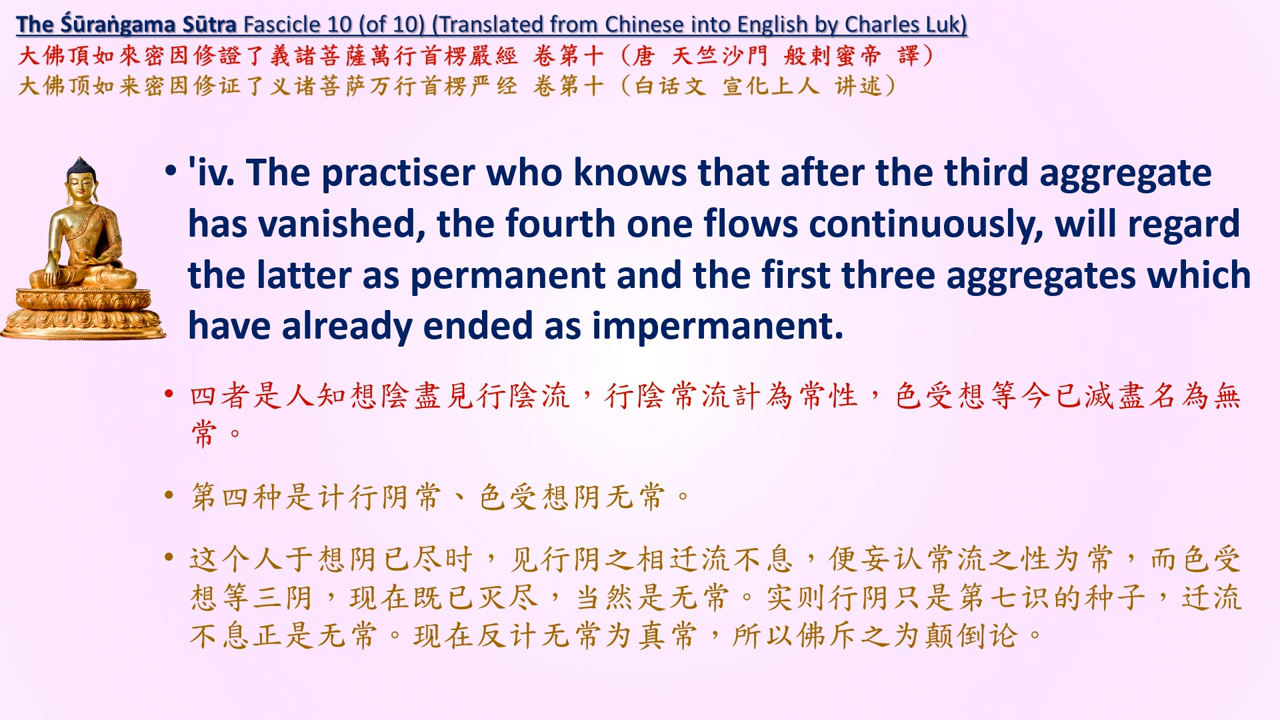 The Śūraṅgama Sūtra Fascicle 10 (of 10) (Translated from Chinese into English by Charles Luk)
大佛頂如來密因修證了義諸菩薩萬行首楞嚴經 卷第十（唐 天竺沙門 般剌蜜帝 譯）
大佛顶如来密因修证了义诸菩萨万行首楞严经 卷第十（白话文 宣化上人 讲述）
• 'iv. The practiser who knows that after the third aggregate
has vanished, the fourth one flows continuously, will regard
the latter as permanent and the first three aggregates which
have already ended as impermanent.
• 四者是人知想陰盡見行陰流，行陰常流計為常性，色受想等今已滅盡名為無
常。
• 第四种是计行阴常、色受想阴无常。
• 这个人于想阴已尽时，见行阴之相迁流不息，便妄认常流之性为常，而色受
想等三阴，现在既已灭尽，当然是无常。实则行阴只是第七识的种子，迁流
不息正是无常。现在反计无常为真常，所以佛斥之为颠倒论。